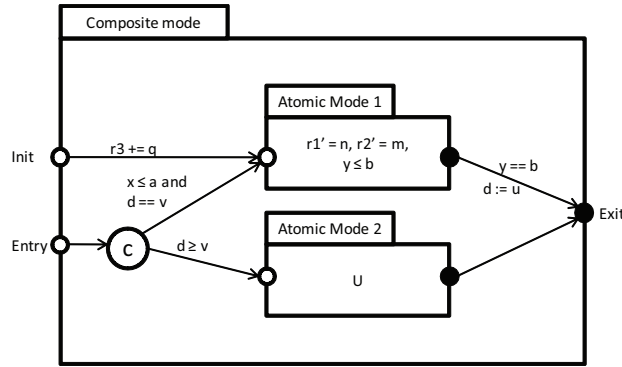 Composite mode
Atomic Mode 1
r1’ = n, r2’ = m,
y ≤ b
Init
r3 += q
x ≤ a and
d == v
y == b
d := u
Exit
Entry
C
d ≥ v
Atomic Mode 2
U